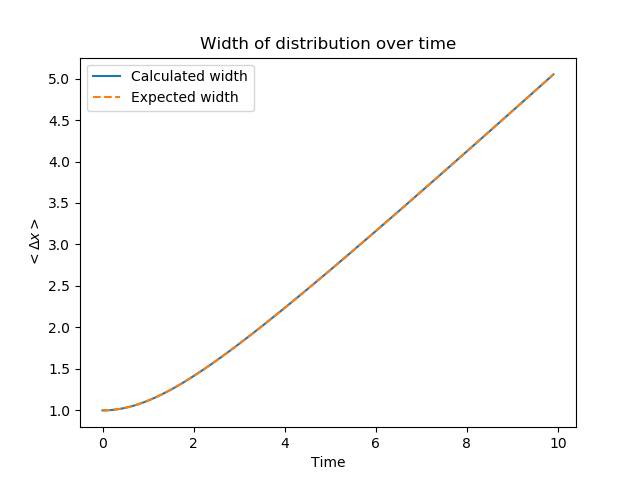 Width of distribution over time
Calculated width
Expected width
5.0
4.5
4.0
3.5
3.0
2.5
2.0
1.5
1.0
< Δx >
0 2 4 6 8 10
Time